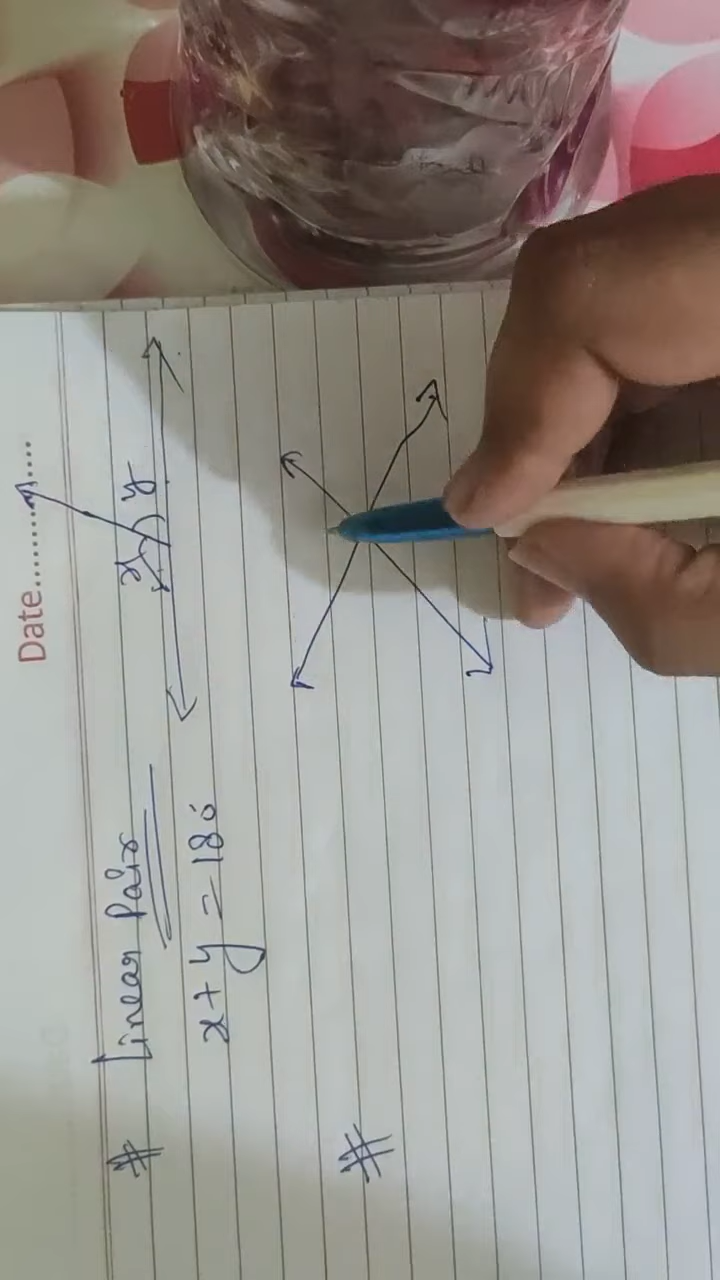 Date..............
# Linear Pair
x y
x + y = 180°
#